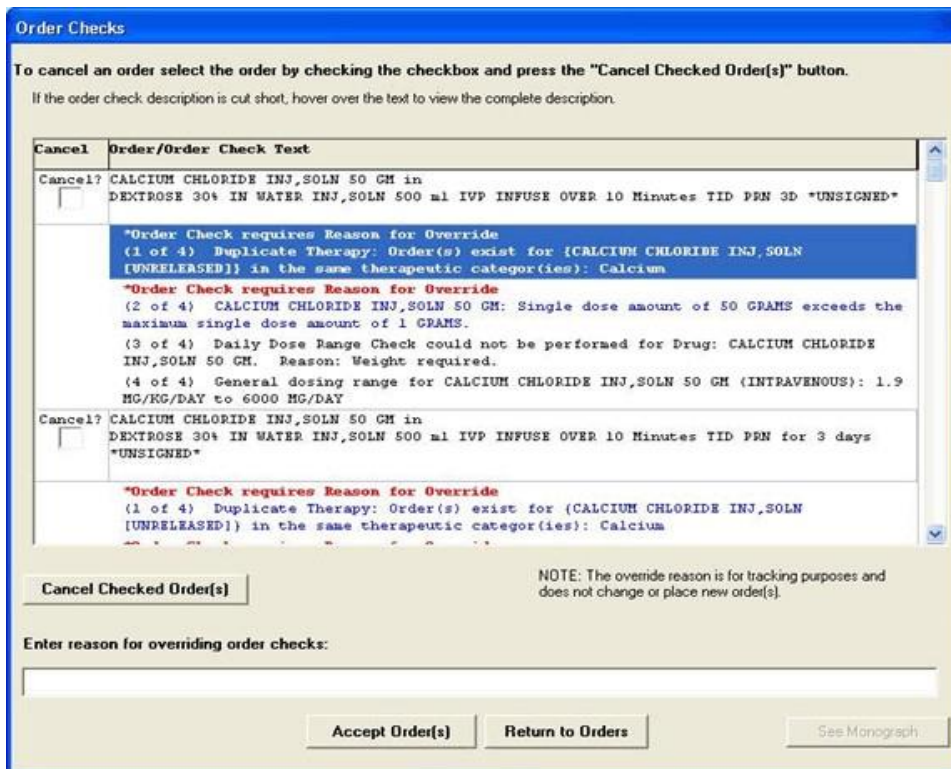 Order Checks
To cancel an order select the order by checking the checkbox and press the "Cancel Checked Order(s)" button.
If the order check description is cut short, hover over the text to view the complete description.
Cancel Order/Order Check Text
Cancel? CALCIUM CHLORIDE INJ,SOLN 50 GM in
DEXTROSE 30% IN WATER INJ,SOLN 500 ml IVP INFUSE OVER 10 Minutes TID PRN 3D *UNSIGNED*
*Order Check requires Reason for Override
(1 of 4) Duplicate Therapy: Order(s) exist for {CALCIUM CHLORIDE INJ,SOLN
[UNRELEASED]} in the same therapeutic categor(ies): Calcium
*Order Check requires Reason for Override
(2 of 4) CALCIUM CHLORIDE INJ,SOLN 50 GM: Single dose amount of 50 GRAMS exceeds the
maximum single dose amount of 1 GRAMS.
(3 of 4) Daily Dose Range Check could not be performed for Drug: CALCIUM CHLORIDE
INJ,SOLN 50 GM. Reason: Weight required.
(4 of 4) General dosing range for CALCIUM CHLORIDE INJ,SOLN 50 GM (INTRAVENOUS): 1.9
MG/KG/DAY to 6000 MG/DAY
Cancel? CALCIUM CHLORIDE INJ,SOLN 50 GM in
DEXTROSE 30% IN WATER INJ,SOLN 500 ml IVP INFUSE OVER 10 Minutes TID PRN for 3 days
*UNSIGNED*
*Order Check requires Reason for Override
(1 of 4) Duplicate Therapy: Order(s) exist for {CALCIUM CHLORIDE INJ,SOLN
[UNRELEASED]} in the same therapeutic categor(ies): Calcium
Cancel Checked Order(s)
NOTE: The override reason is for tracking purposes and
does not change or place new order(s).
Enter reason for overriding order checks:
Accept Order(s)
Return to Orders
See Monograph